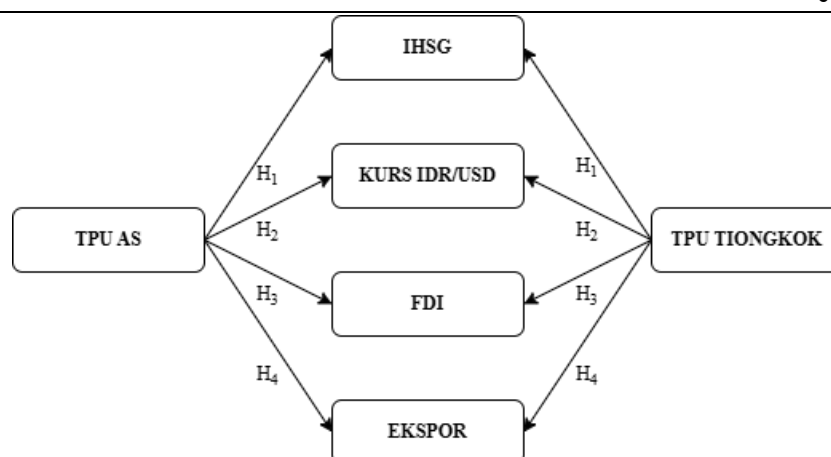 IHSG
H₁ H₁
KURS IDR/USD
H₂ H₂
TPU AS TPU TIONGKOK
H₃ H₃
FDI
H₄ H₄
EKSPOR